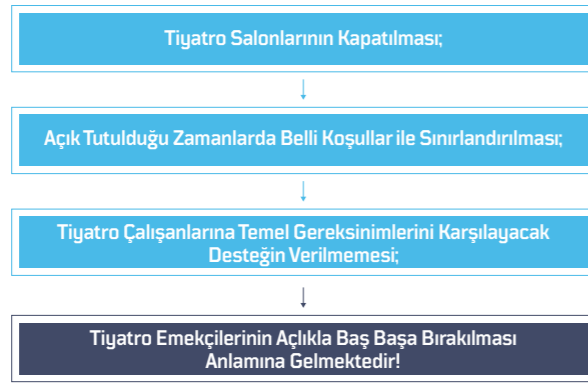 Tiyatro Salonlarının Kapatılması;
Açık Tutulduğu Zamanlarda Belli Koşullar ile Sınırlandırılması;
Tiyatro Çalışanlarına Temel Gereksinimlerini Karşılayacak
Desteğin Verilmemesi;
Tiyatro Emekçilerinin Açlıkla Baş Başa Bırakılması
Anlamına Gelmektedir!